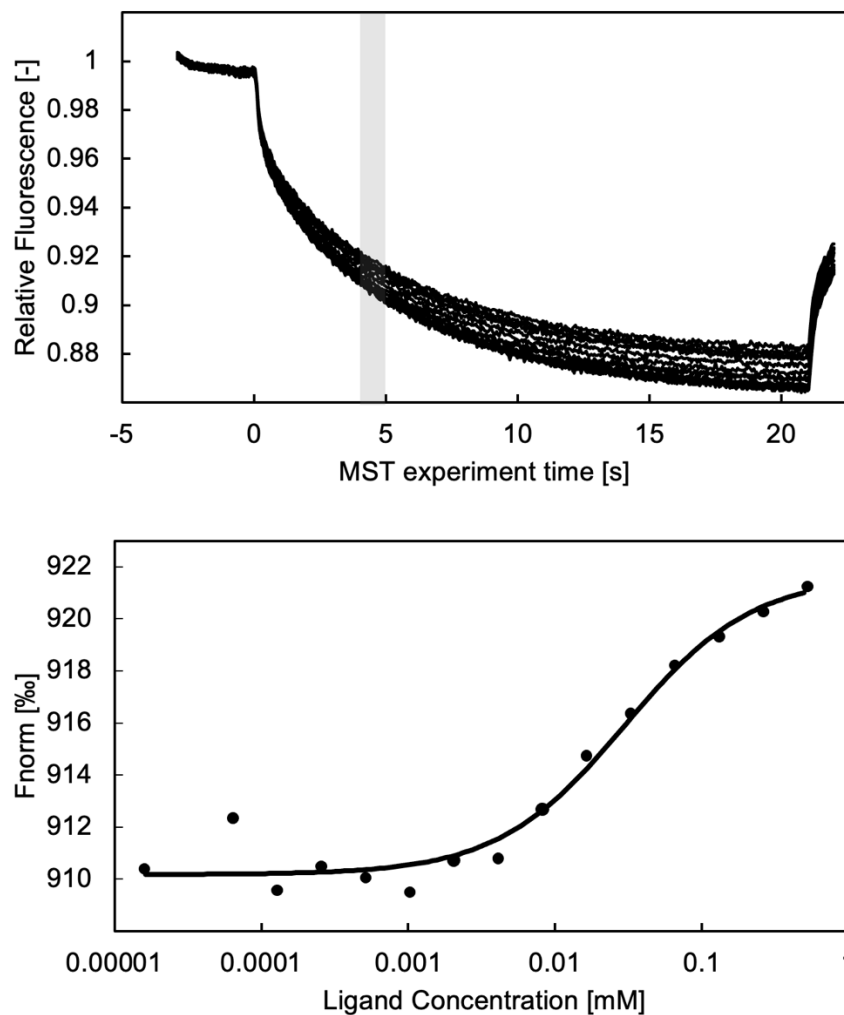 Relative Fluorescence [-]
1
0.98
0.96
0.94
0.92
0.9
0.88
-5 0 5 10 15 20
MST experiment time [s]
Fnorm [‰]
922
920
918
916
914
912
910
0.00001 0.0001 0.001 0.01 0.1 1
Ligand Concentration [mM]